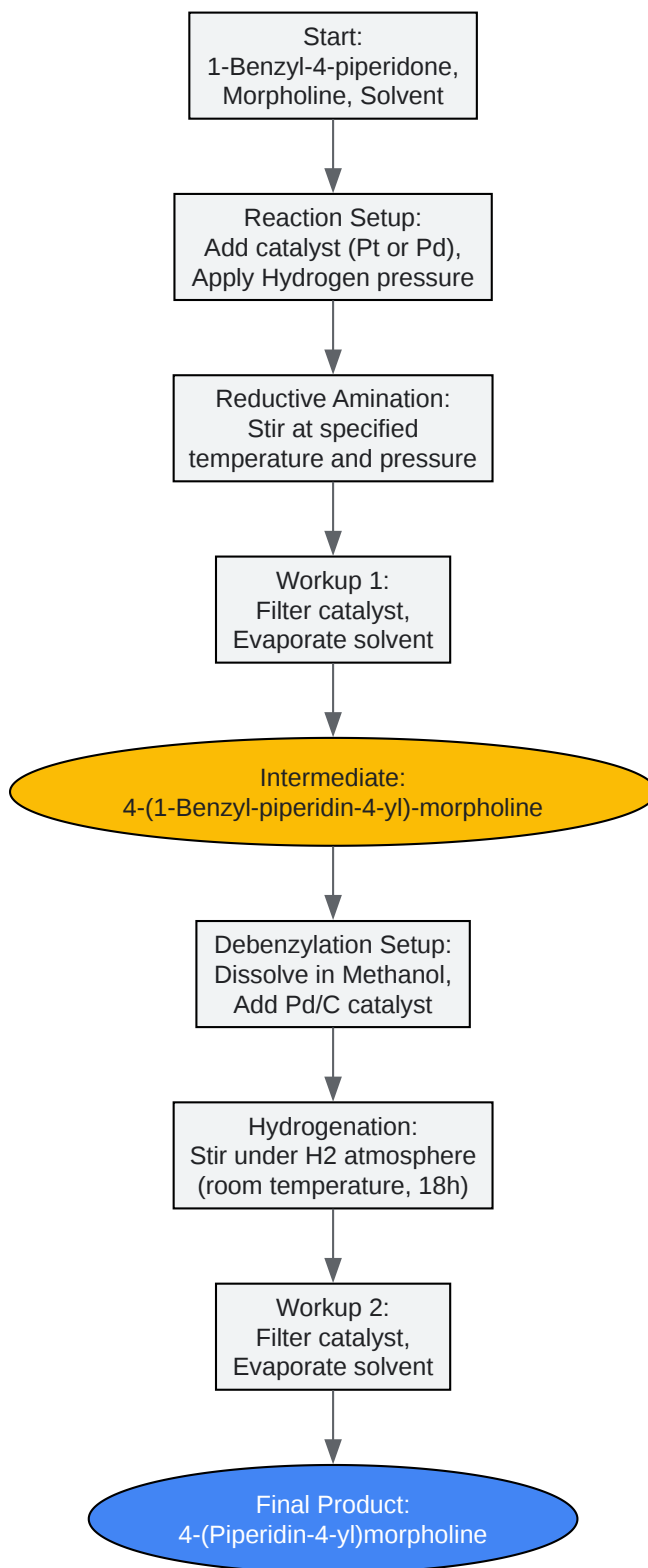 Start:
1-Benzyl-4-piperidone,
Morpholine, Solvent
Reaction Setup:
Add catalyst (Pt or Pd),
Apply Hydrogen pressure
Reductive Amination:
Stir at specified
temperature and pressure
Workup 1:
Filter catalyst,
Evaporate solvent
Intermediate:
4-(1-Benzyl-piperidin-4-yl)-morpholine
Debenzylation Setup:
Dissolve in Methanol,
Add Pd/C catalyst
Hydrogenation:
Stir under H2 atmosphere
(room temperature, 18h)
Workup 2:
Filter catalyst,
Evaporate solvent
Final Product:
4-(Piperidin-4-yl)morpholine